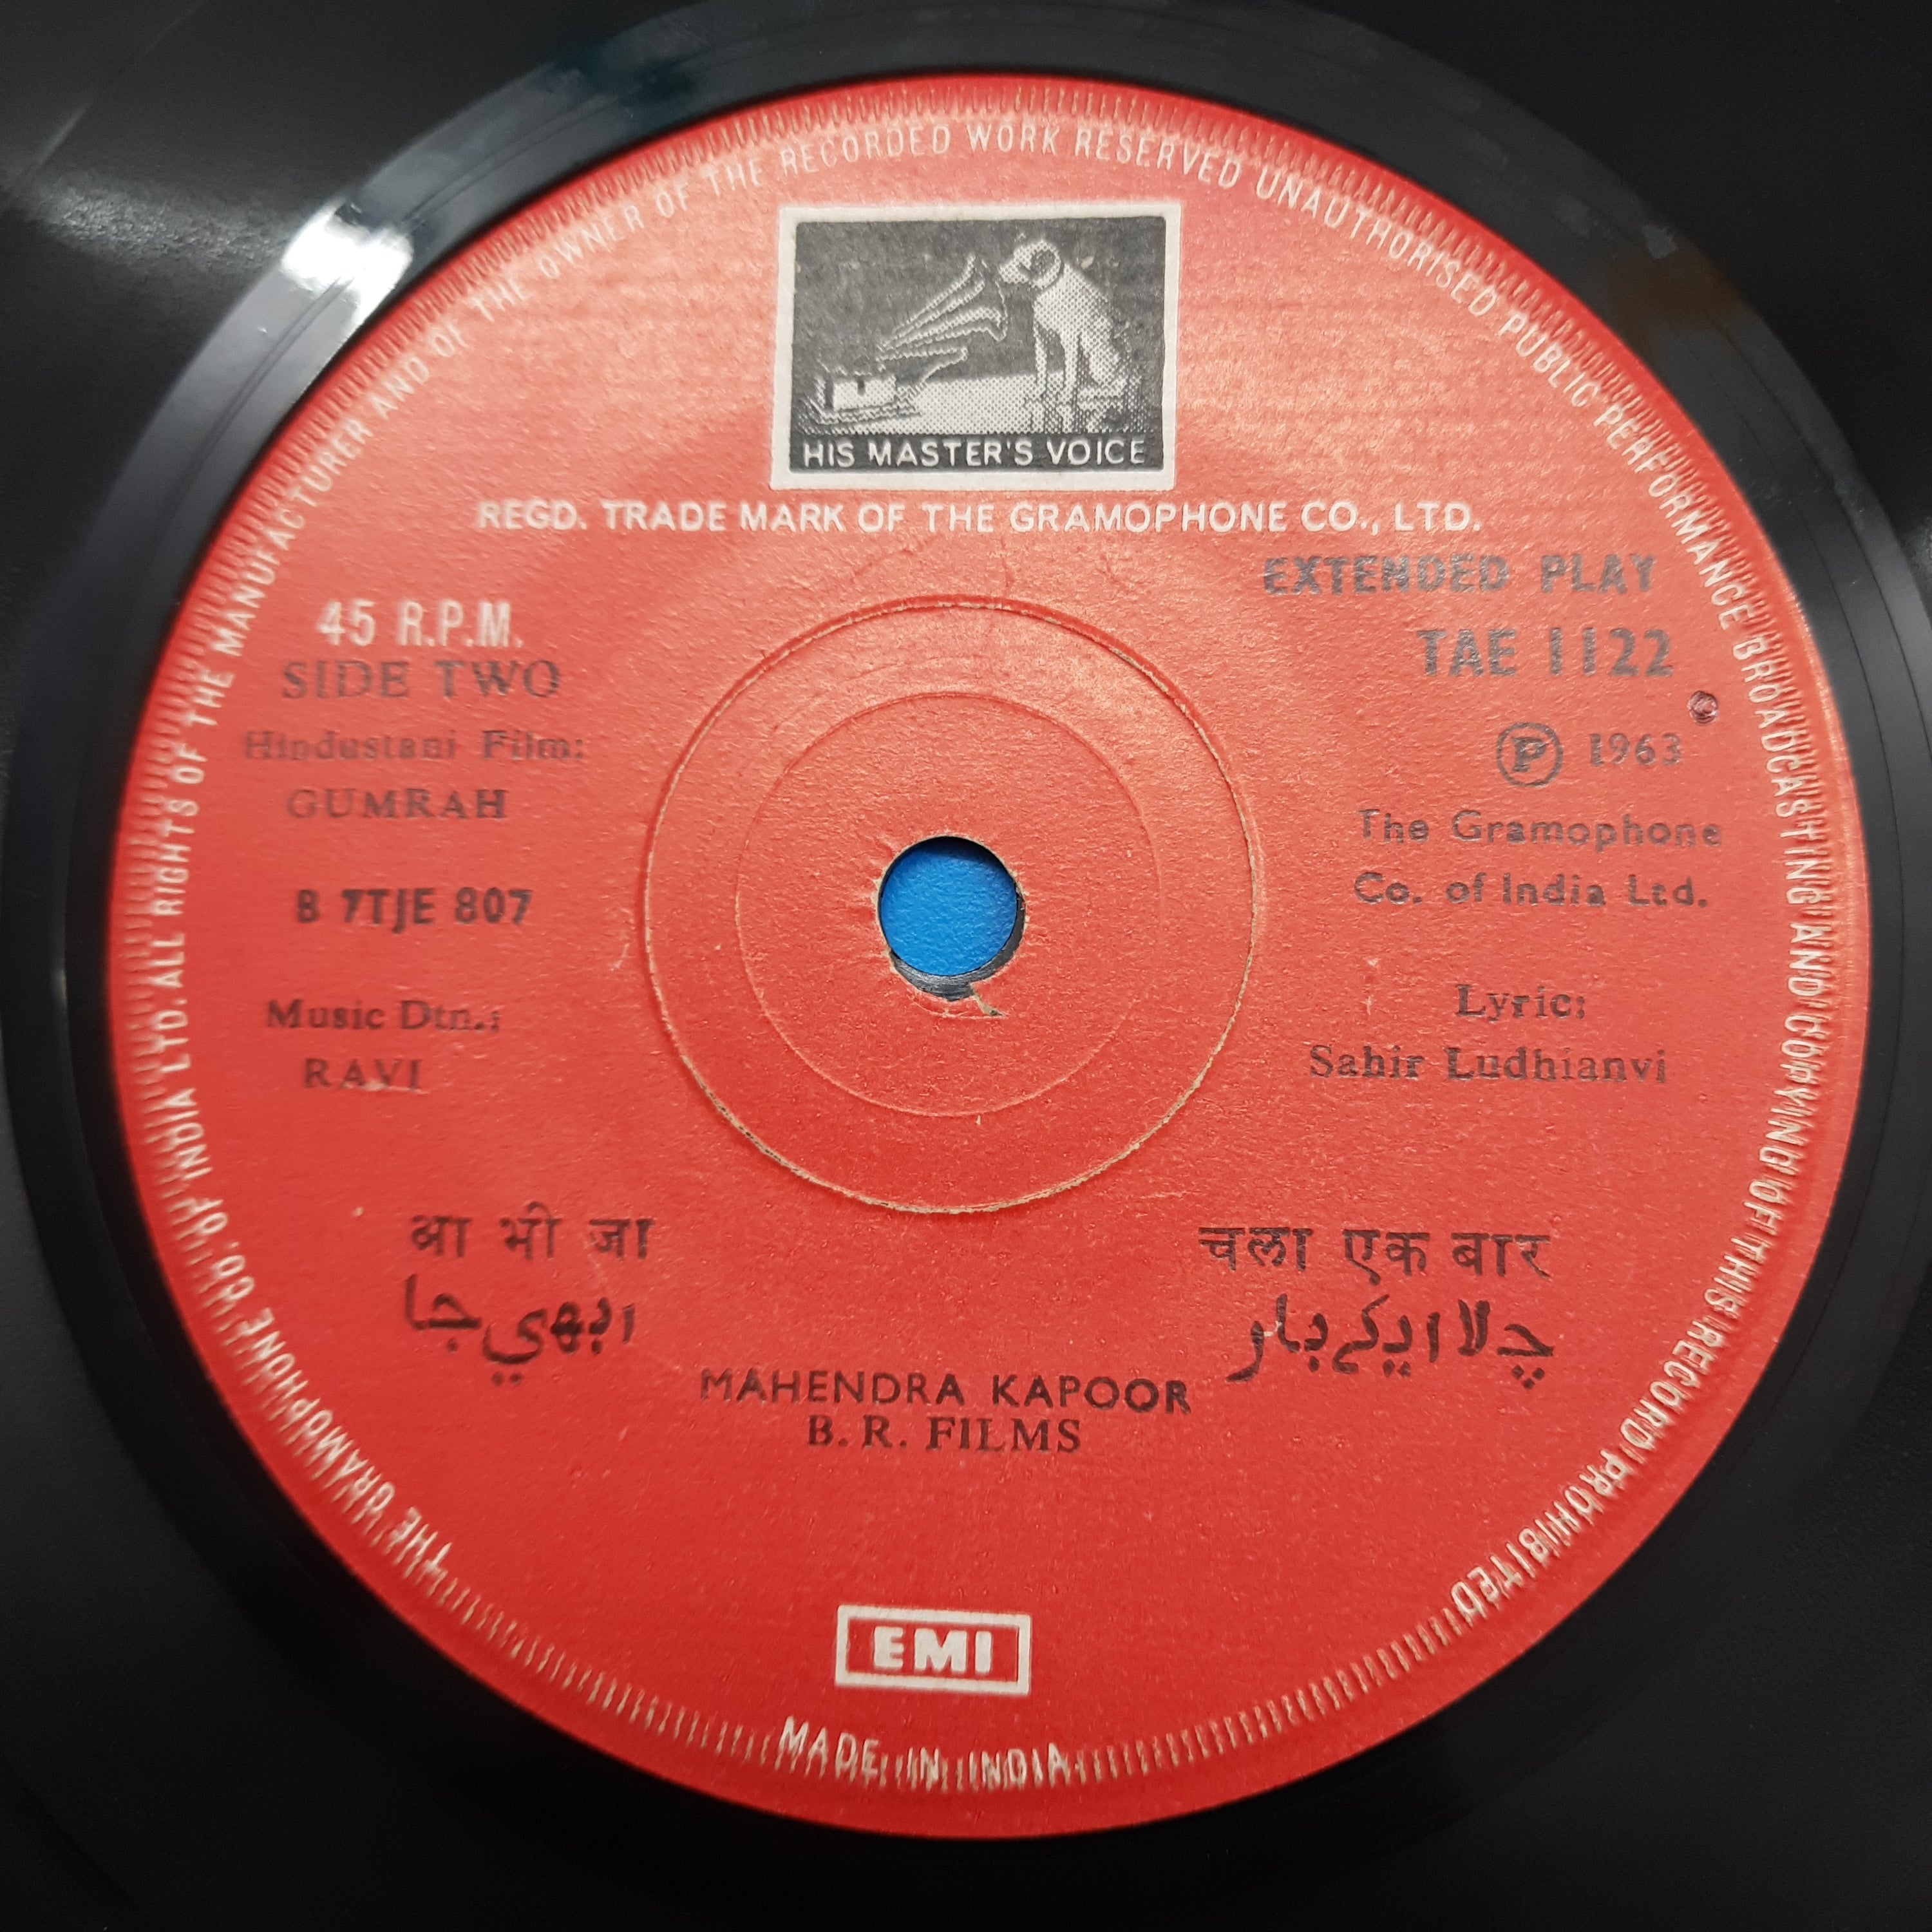 THE GRAMOPHONE CO. OF INDIA LTD. ALL RIGHTS OF THE MANUFACTURER AND OF THE OWNER OF THE RECORDED WORK RESERVED UNAUTHORISED PUBLIC PERFORMANCE BROADCASTING AND COPYING OF THIS RECORD PROHIBITED
HIS MASTER'S VOICE
REGD. TRADE MARK OF THE GRAMOPHONE CO., LTD.
45 R.P.M.
SIDE TWO
Hindustani Film:
GUMRAH
B 7TJE 807
Music Dtn.:
RAVI
EXTENDED PLAY
TAE 1122
Ⓟ 1963
The Gramophone
Co. of India Ltd.
Lyric:
Sahir Ludhianvi
आ भी जा
ابھي جا
चला एक बार
چلا ایک بار
MAHENDRA KAPOOR
B. R. FILMS
EMI
MADE IN INDIA